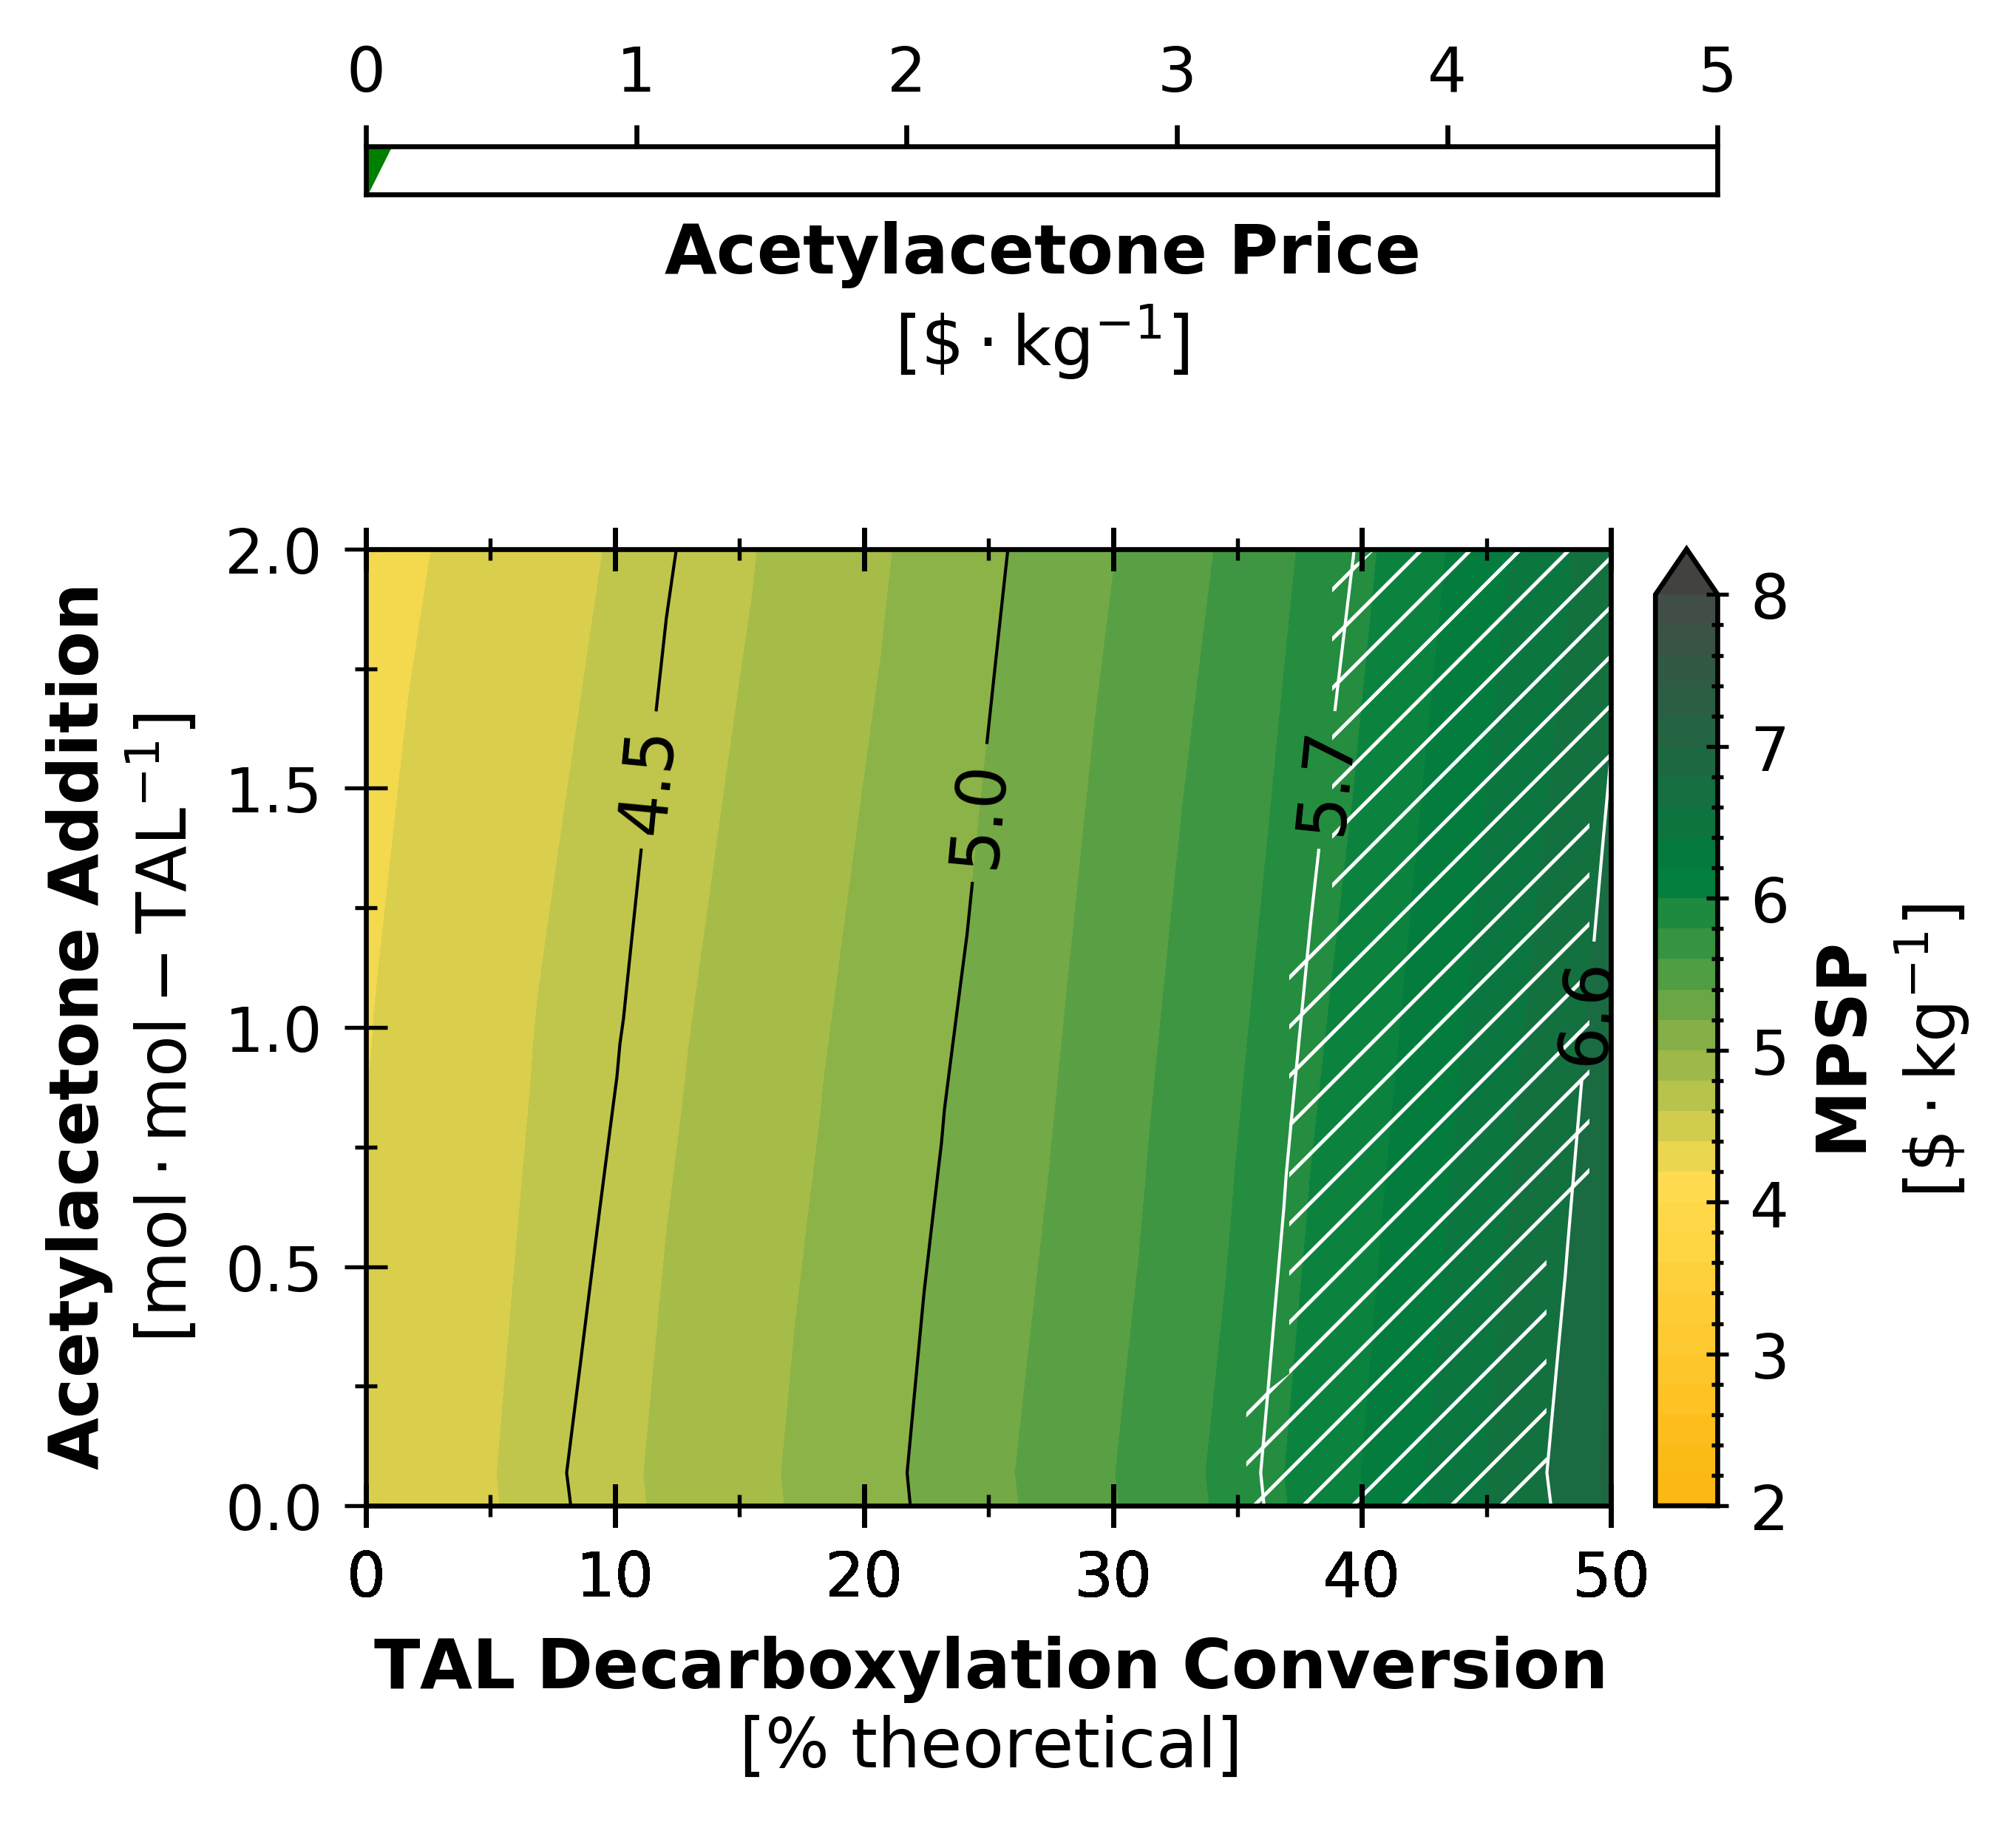 0 1 2 3 4 5
Acetylacetone Price
[$·kg⁻¹]
Acetylacetone Addition
[mol·mol−TAL⁻¹]
2.0
1.5
1.0
0.5
0.0
4.5
5.0
5.7
6.6
0 10 20 30 40 50
TAL Decarboxylation Conversion
[% theoretical]
8
7
6
5
4
3
2
MPSP
[$·kg⁻¹]